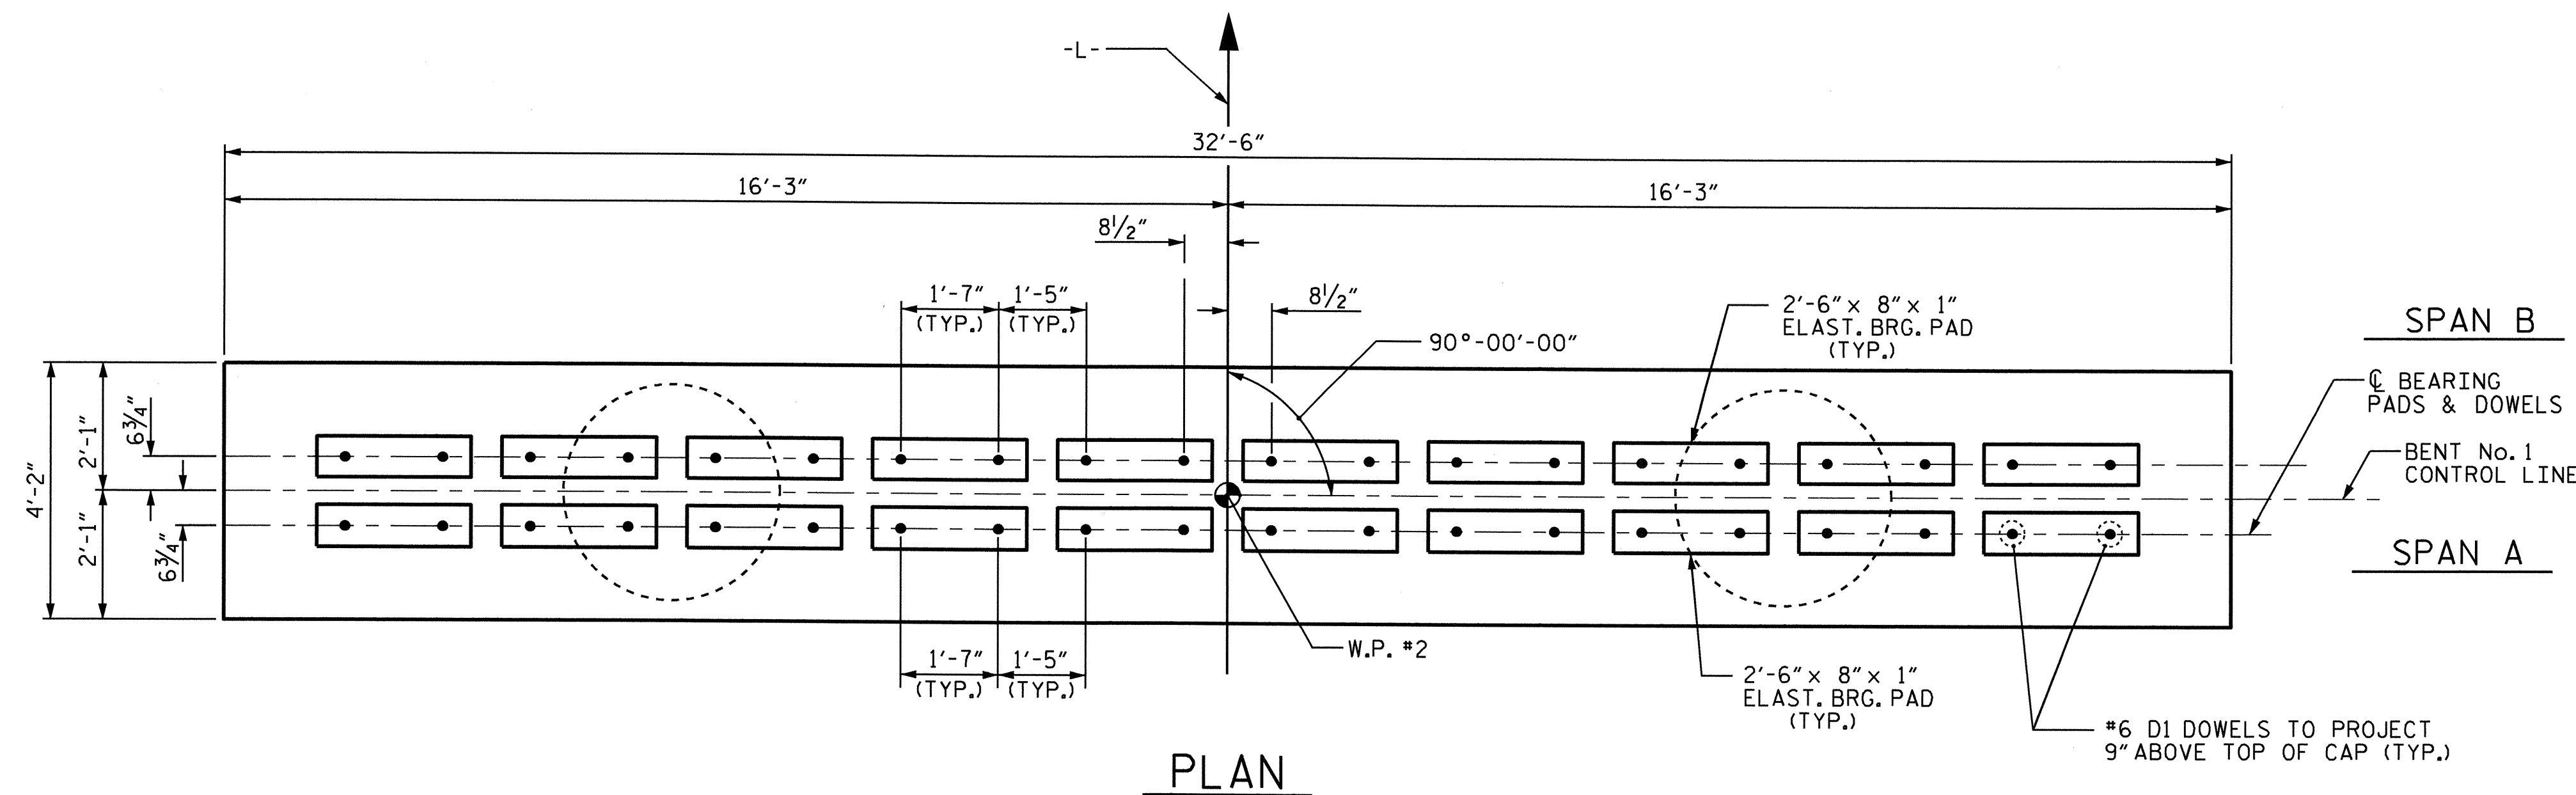 -L-
32'-6"
16'-3"
16'-3"
8½"
1'-7"
(TYP.)
1'-5"
(TYP.)
8½"
2'-6" x 8" x 1"
ELAST. BRG. PAD
(TYP.)
90°-00'-00"
SPAN B
℄ BEARING
PADS & DOWELS
BENT No. 1
CONTROL LINE
SPAN A
4'-2"
2'-1"
2'-1"
6¾"
6¾"
W.P. #2
1'-7"
(TYP.)
1'-5"
(TYP.)
2'-6" x 8" x 1"
ELAST. BRG. PAD
(TYP.)
#6 D1 DOWELS TO PROJECT
9" ABOVE TOP OF CAP (TYP.)
PLAN